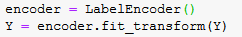 encoder = LabelEncoder()
Y = encoder.fit_transform(Y)